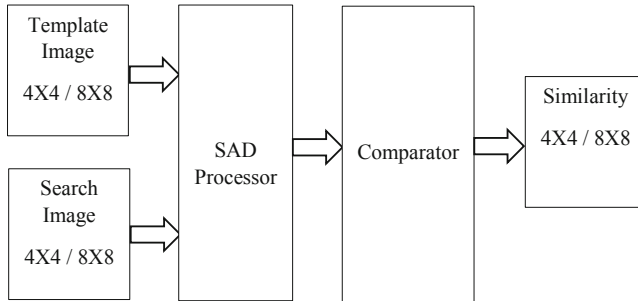 Template
Image
4X4 / 8X8
Search
Image
4X4 / 8X8
SAD
Processor
Comparator
Similarity
4X4 / 8X8